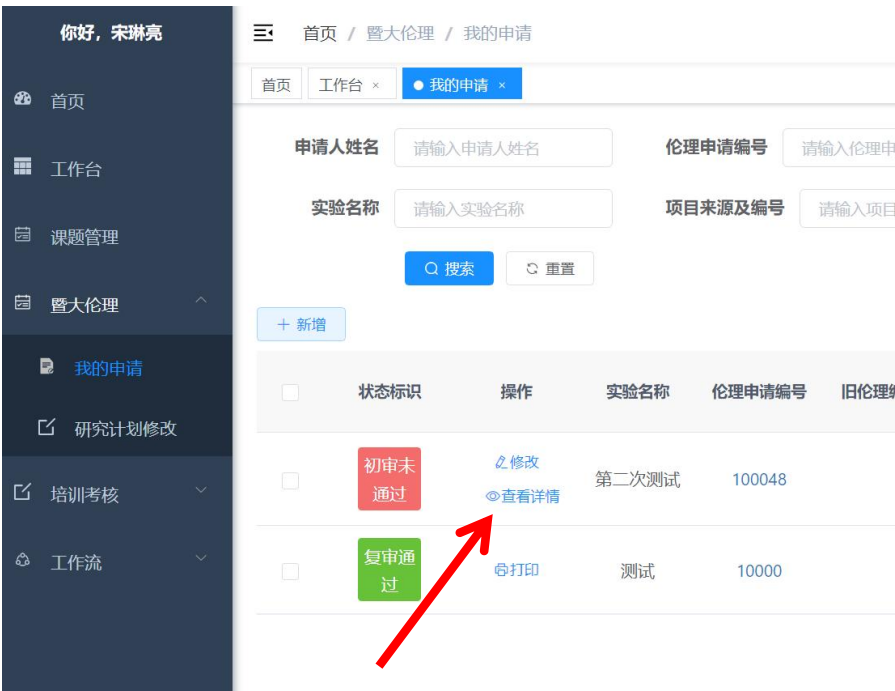 你好，宋琳亮
首页
工作台
课题管理
暨大伦理
我的申请
研究计划修改
培训考核
工作流
首页 / 暨大伦理 / 我的申请
首页 工作台 × 我的申请 ×
申请人姓名 请输入申请人姓名 伦理申请编号 请输入伦理申
实验名称 请输入实验名称 项目来源及编号 请输入项目
搜索 重置
+ 新增
状态标识 操作 实验名称 伦理申请编号 旧伦理编
初审未
通过
修改
查看详情
第二次测试 100048
复审通
过
打印 测试 10000